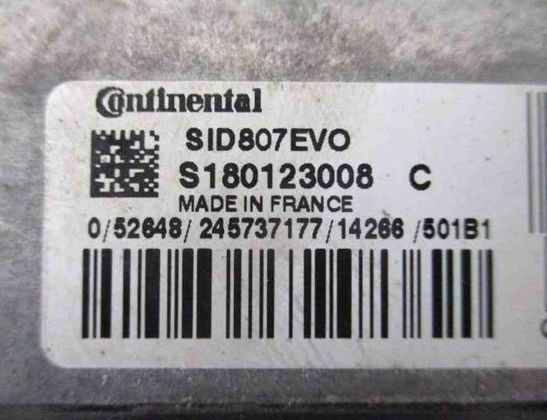 Continental
SID807EVO
S180123008 C
MADE IN FRANCE
0/52648/245737177/14266/501B1